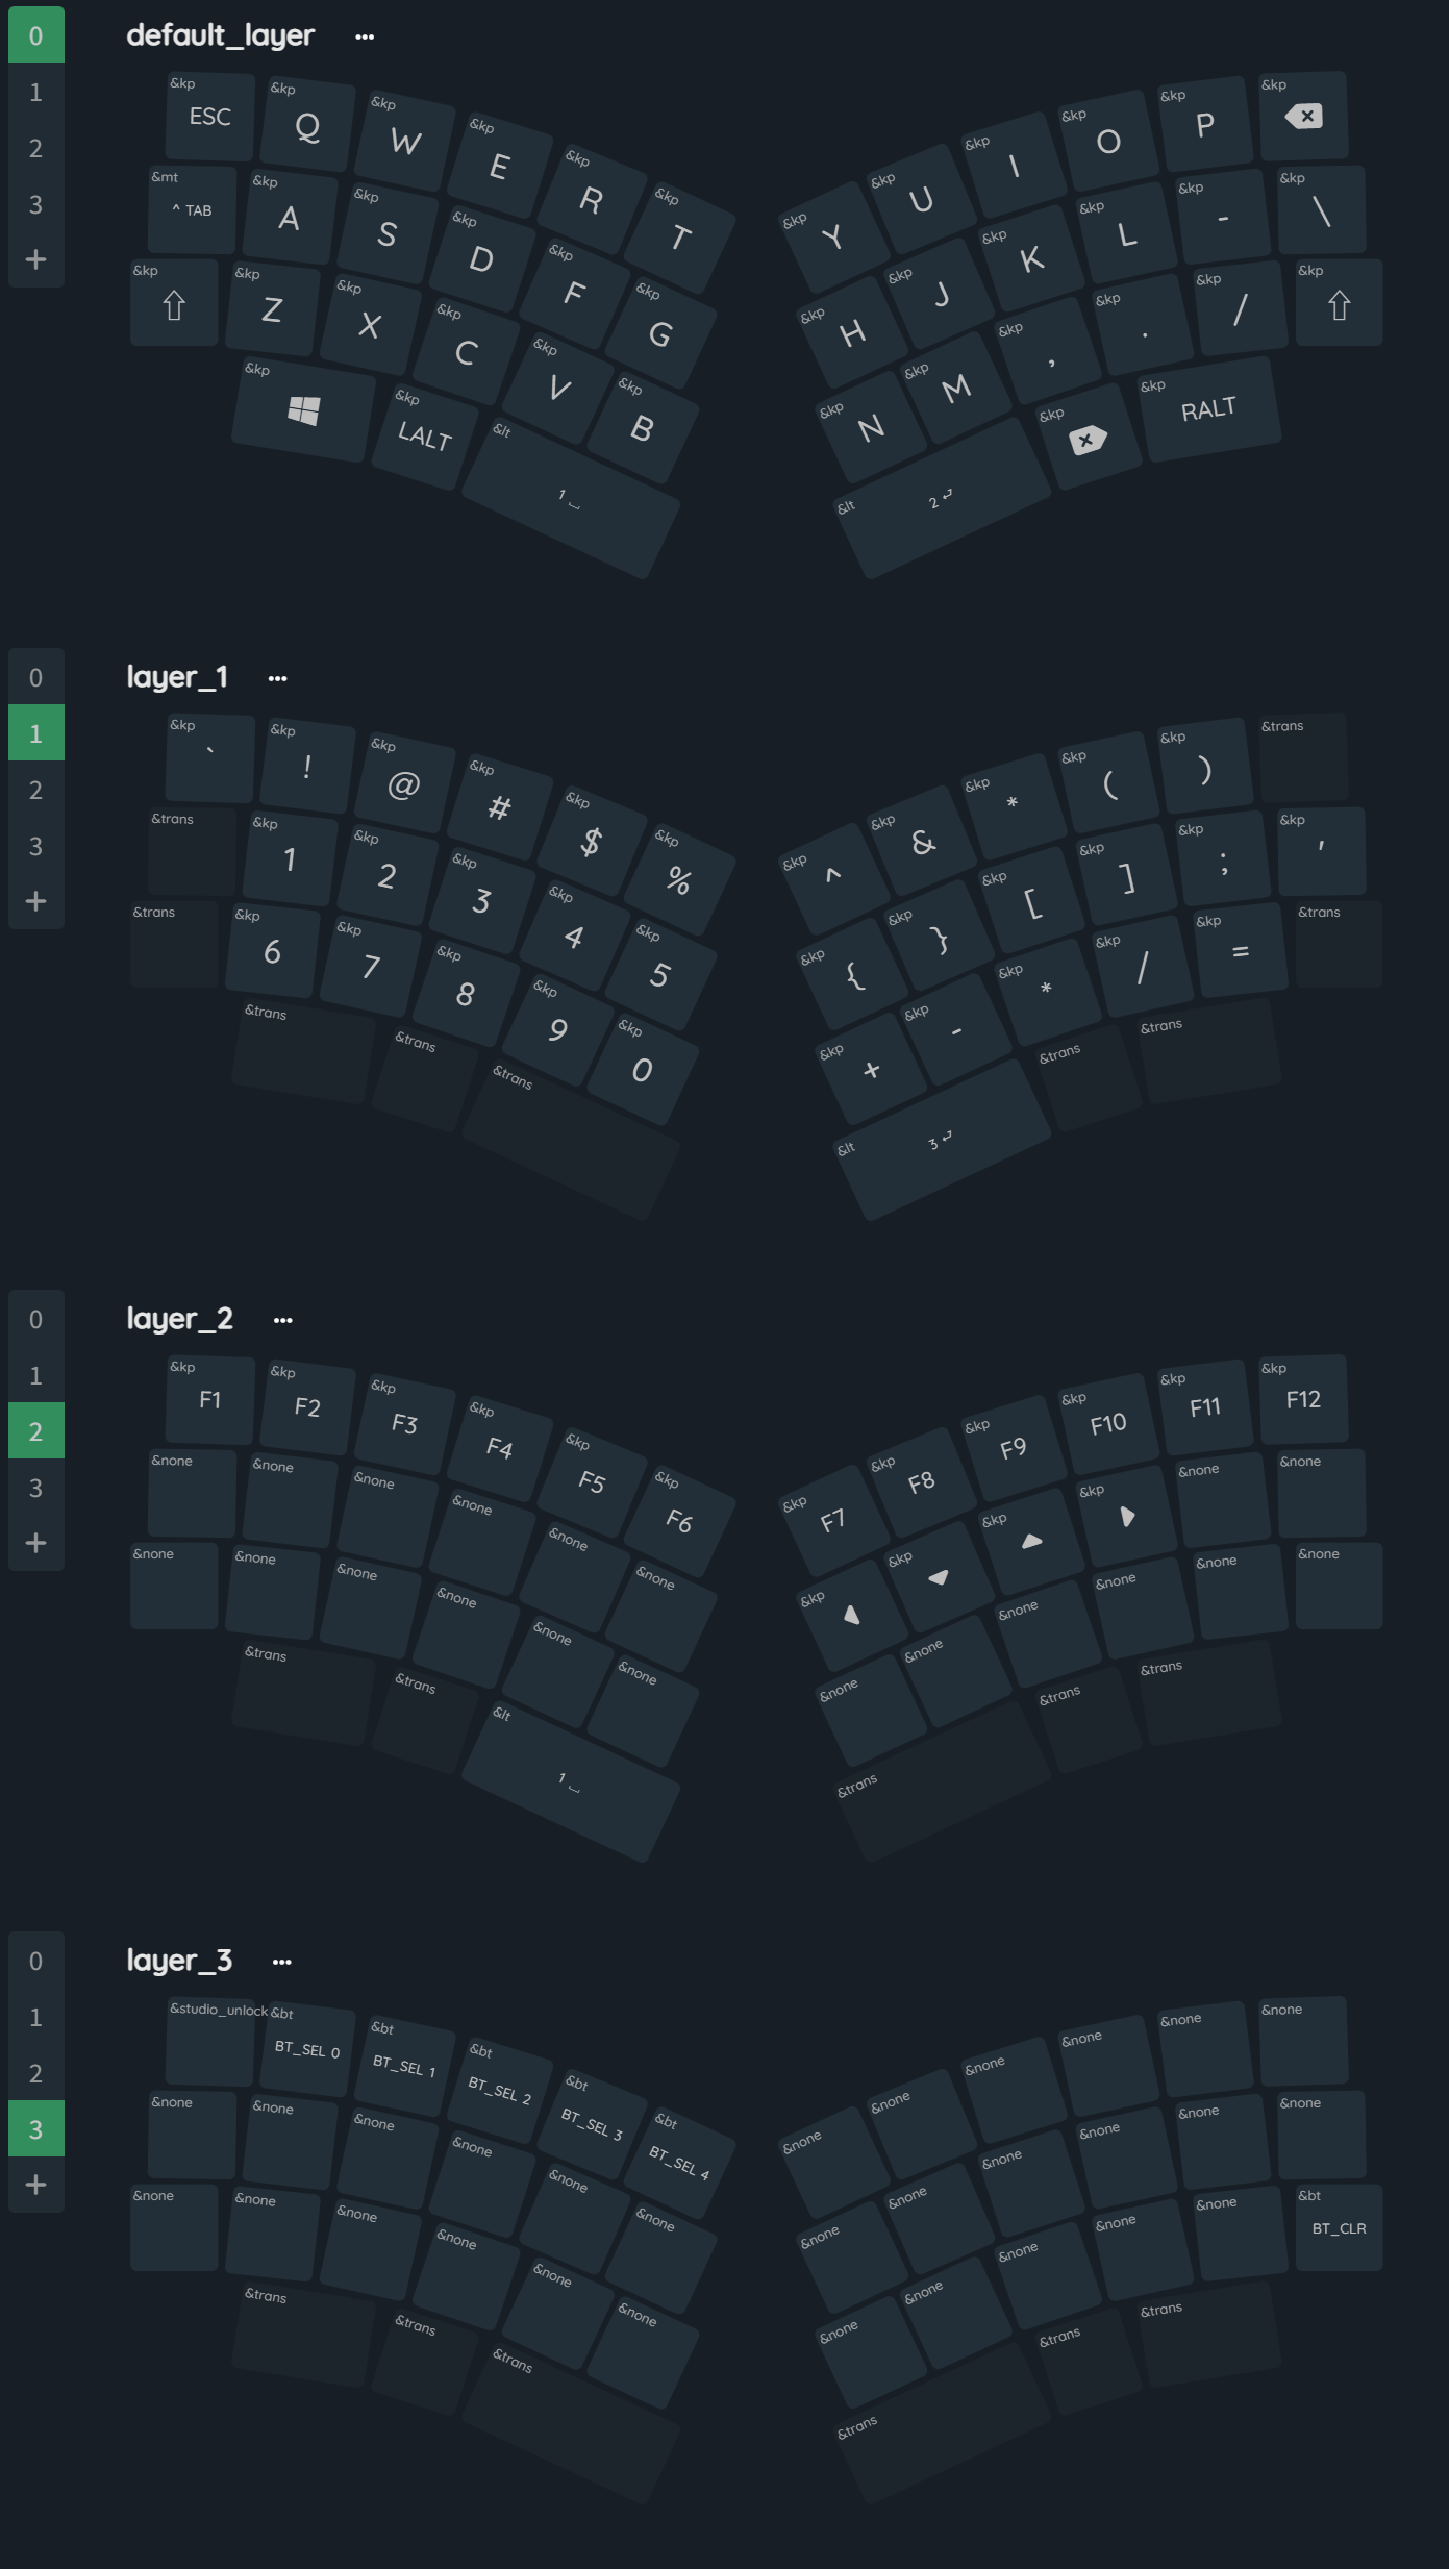 0 default_layer ...
1
2
3
+
&kp ESC &kp Q &kp W &kp E &kp R &kp T &kp Y &kp U &kp I &kp O &kp P &kp
&mt ^ TAB &kp A &kp S &kp D &kp F &kp G &kp H &kp J &kp K &kp L &kp - &kp \
&kp ⇧ &kp Z &kp X &kp C &kp V &kp B &kp N &kp M &kp , &kp . &kp / &kp ⇧
&kp &kp LALT &lt 1 ⎵ &lt 2 ⏎ &kp &kp RALT
0 layer_1 ...
1
2
3
+
&kp ` &kp ! &kp @ &kp # &kp $ &kp % &kp ^ &kp & &kp * &kp ( &kp ) &trans
&trans &kp 1 &kp 2 &kp 3 &kp 4 &kp 5 &kp { &kp } &kp [ &kp ] &kp ; &kp '
&trans &kp 6 &kp 7 &kp 8 &kp 9 &kp 0 &kp + &kp - &kp * &kp / &kp = &trans
&trans &trans &trans &lt 3 ⏎ &trans &trans
0 layer_2 ...
1
2
3
+
&kp F1 &kp F2 &kp F3 &kp F4 &kp F5 &kp F6 &kp F7 &kp F8 &kp F9 &kp F10 &kp F11 &kp F12
&none &none &none &none &none &none &kp &kp &kp &kp &none &none
&none &none &none &none &none &none &none &none &none &none &none &none
&trans &trans &lt 1 ⎵ &trans &trans &trans
0 layer_3 ...
1
2
3
+
&studio_unlock &bt BT_SEL 0 &bt BT_SEL 1 &bt BT_SEL 2 &bt BT_SEL 3 &bt BT_SEL 4 &none &none &none &none &none &none
&none &none &none &none &none &none &none &none &none &none &none &none
&none &none &none &none &none &none &none &none &none &none &none &bt BT_CLR
&trans &trans &trans &trans &trans &trans